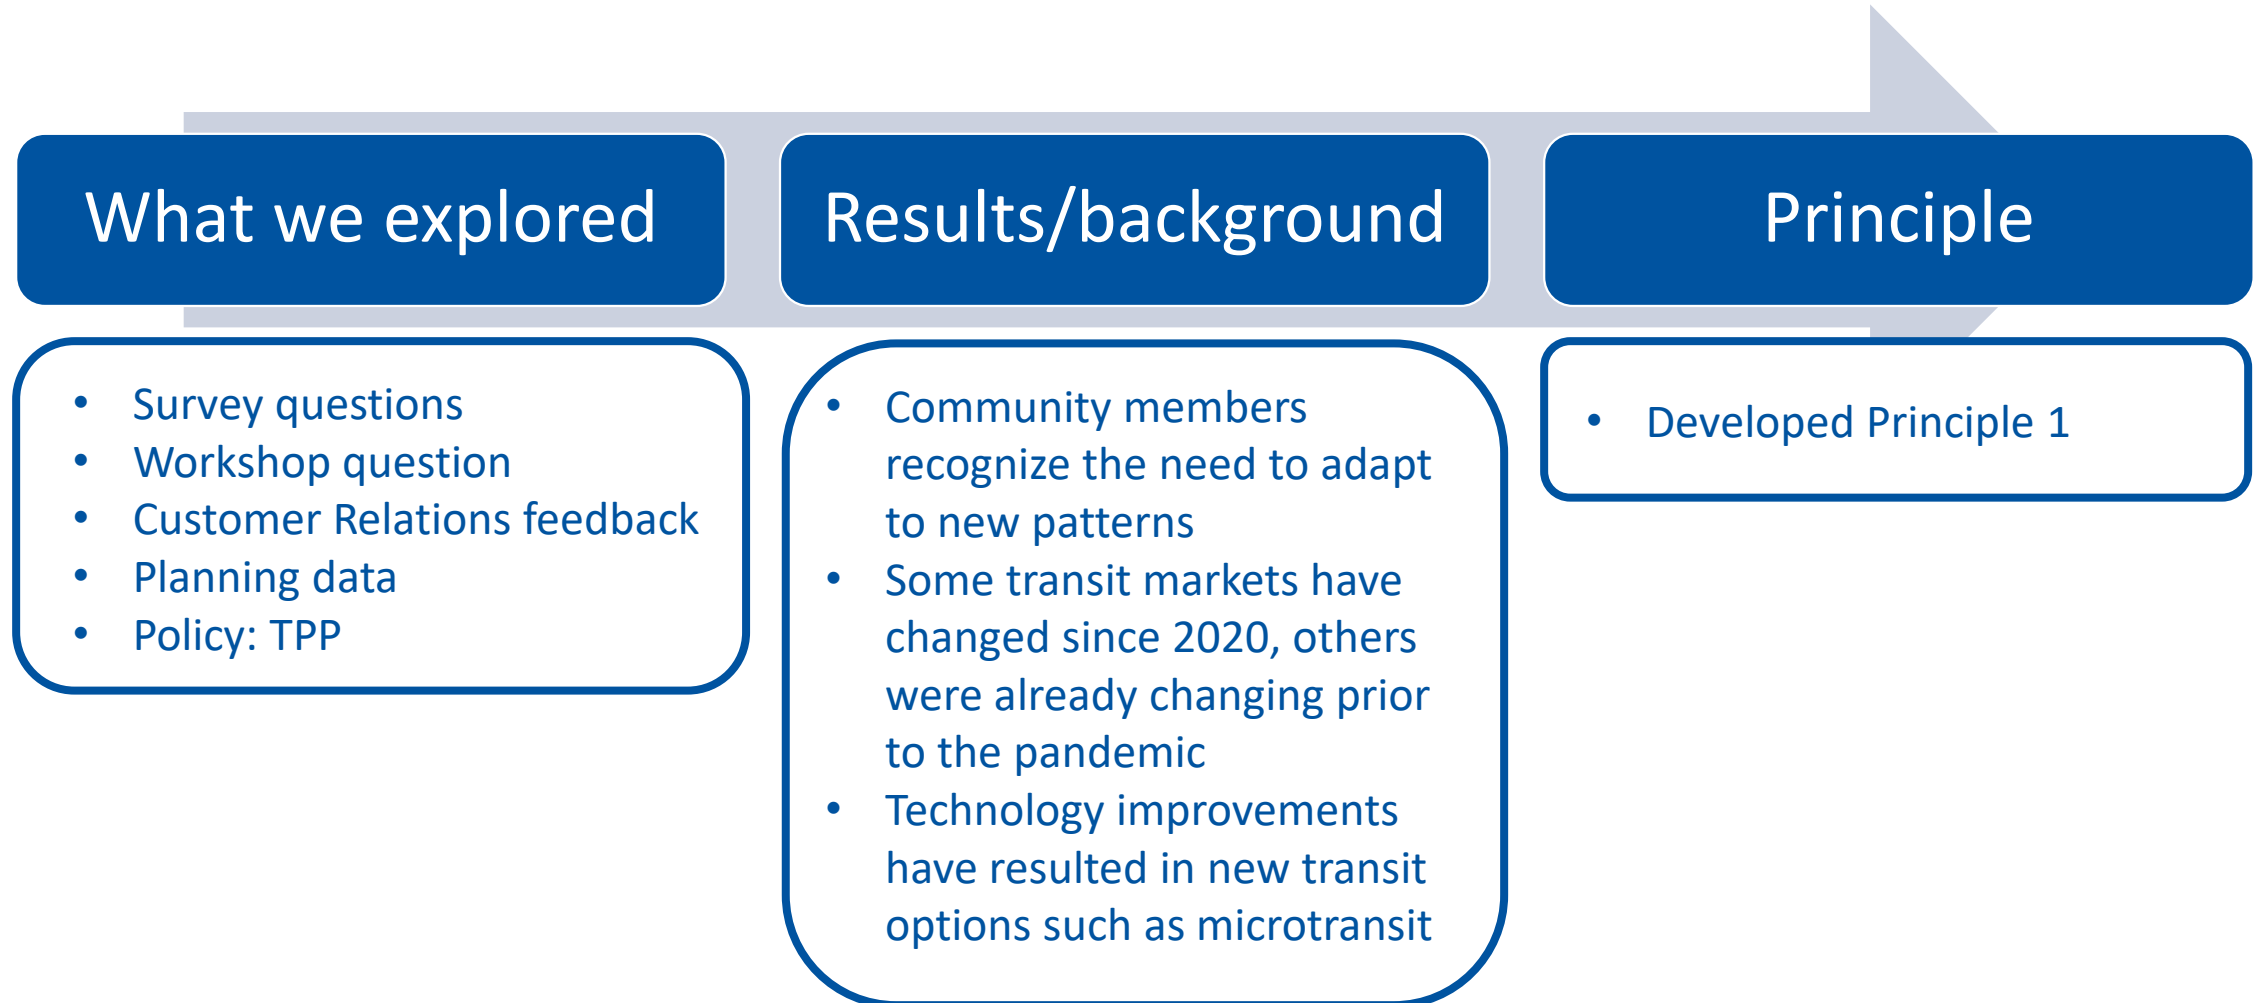 What we explored
• Survey questions
• Workshop question
• Customer Relations feedback
• Planning data
• Policy: TPP
Results/background
• Community members
recognize the need to adapt
to new patterns
• Some transit markets have
changed since 2020, others
were already changing prior
to the pandemic
• Technology improvements
have resulted in new transit
options such as microtransit
Principle
• Developed Principle 1